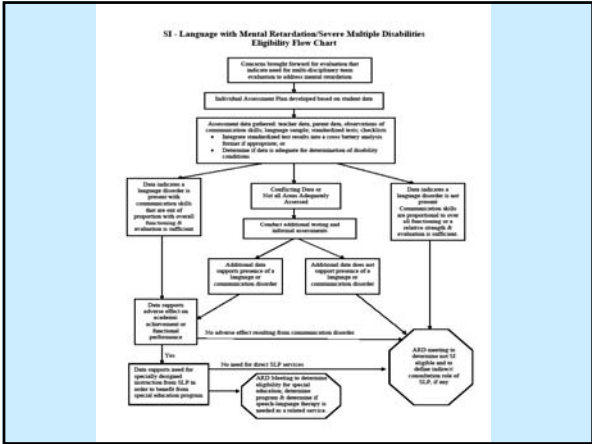 SI - Language with Mental Retardation/Severe Multiple Disabilities
Eligibility Flow Chart
Concerns brought forward for evaluation that
indicate need for multi-disciplinary team
evaluation to address mental retardation
Individual Assessment Plan developed based on student data
Assessment data gathered: teacher data, parent data, observations of
communication skills; language sample; standardized tests; checklists
• Integrate standardized test results into a cross battery analysis
format if appropriate; or
• Determine if data is adequate for determination of disability
conditions
Data indicates a
language disorder is
present with
communication skills
that are out of
proportion with overall
functioning &
evaluation is sufficient
Conflicting Data or
Not all Areas Adequately
Assessed
Data indicates a
language disorder is not
present
Communication skills
are proportional to over
all functioning or a
relative strength &
evaluation is sufficient.
Conduct additional testing and
informal assessments
Additional data
supports presence of a
language or
communication disorder
Additional data does not
support presence of a
language or
communication disorder
Data supports
adverse effect on
academic
achievement or
functional
performance
No adverse effect resulting from communication disorder
Yes
ARD meeting to
determine not SI
eligible and to
define indirect/
consultation role of
SLP, if any
Data supports need for
specially designed
instruction from SLP in
order to benefit from
special education program
No need for direct SLP services
ARD Meeting to determine
eligibility for special
education; determine
program & determine if
speech-language therapy is
needed as a related service